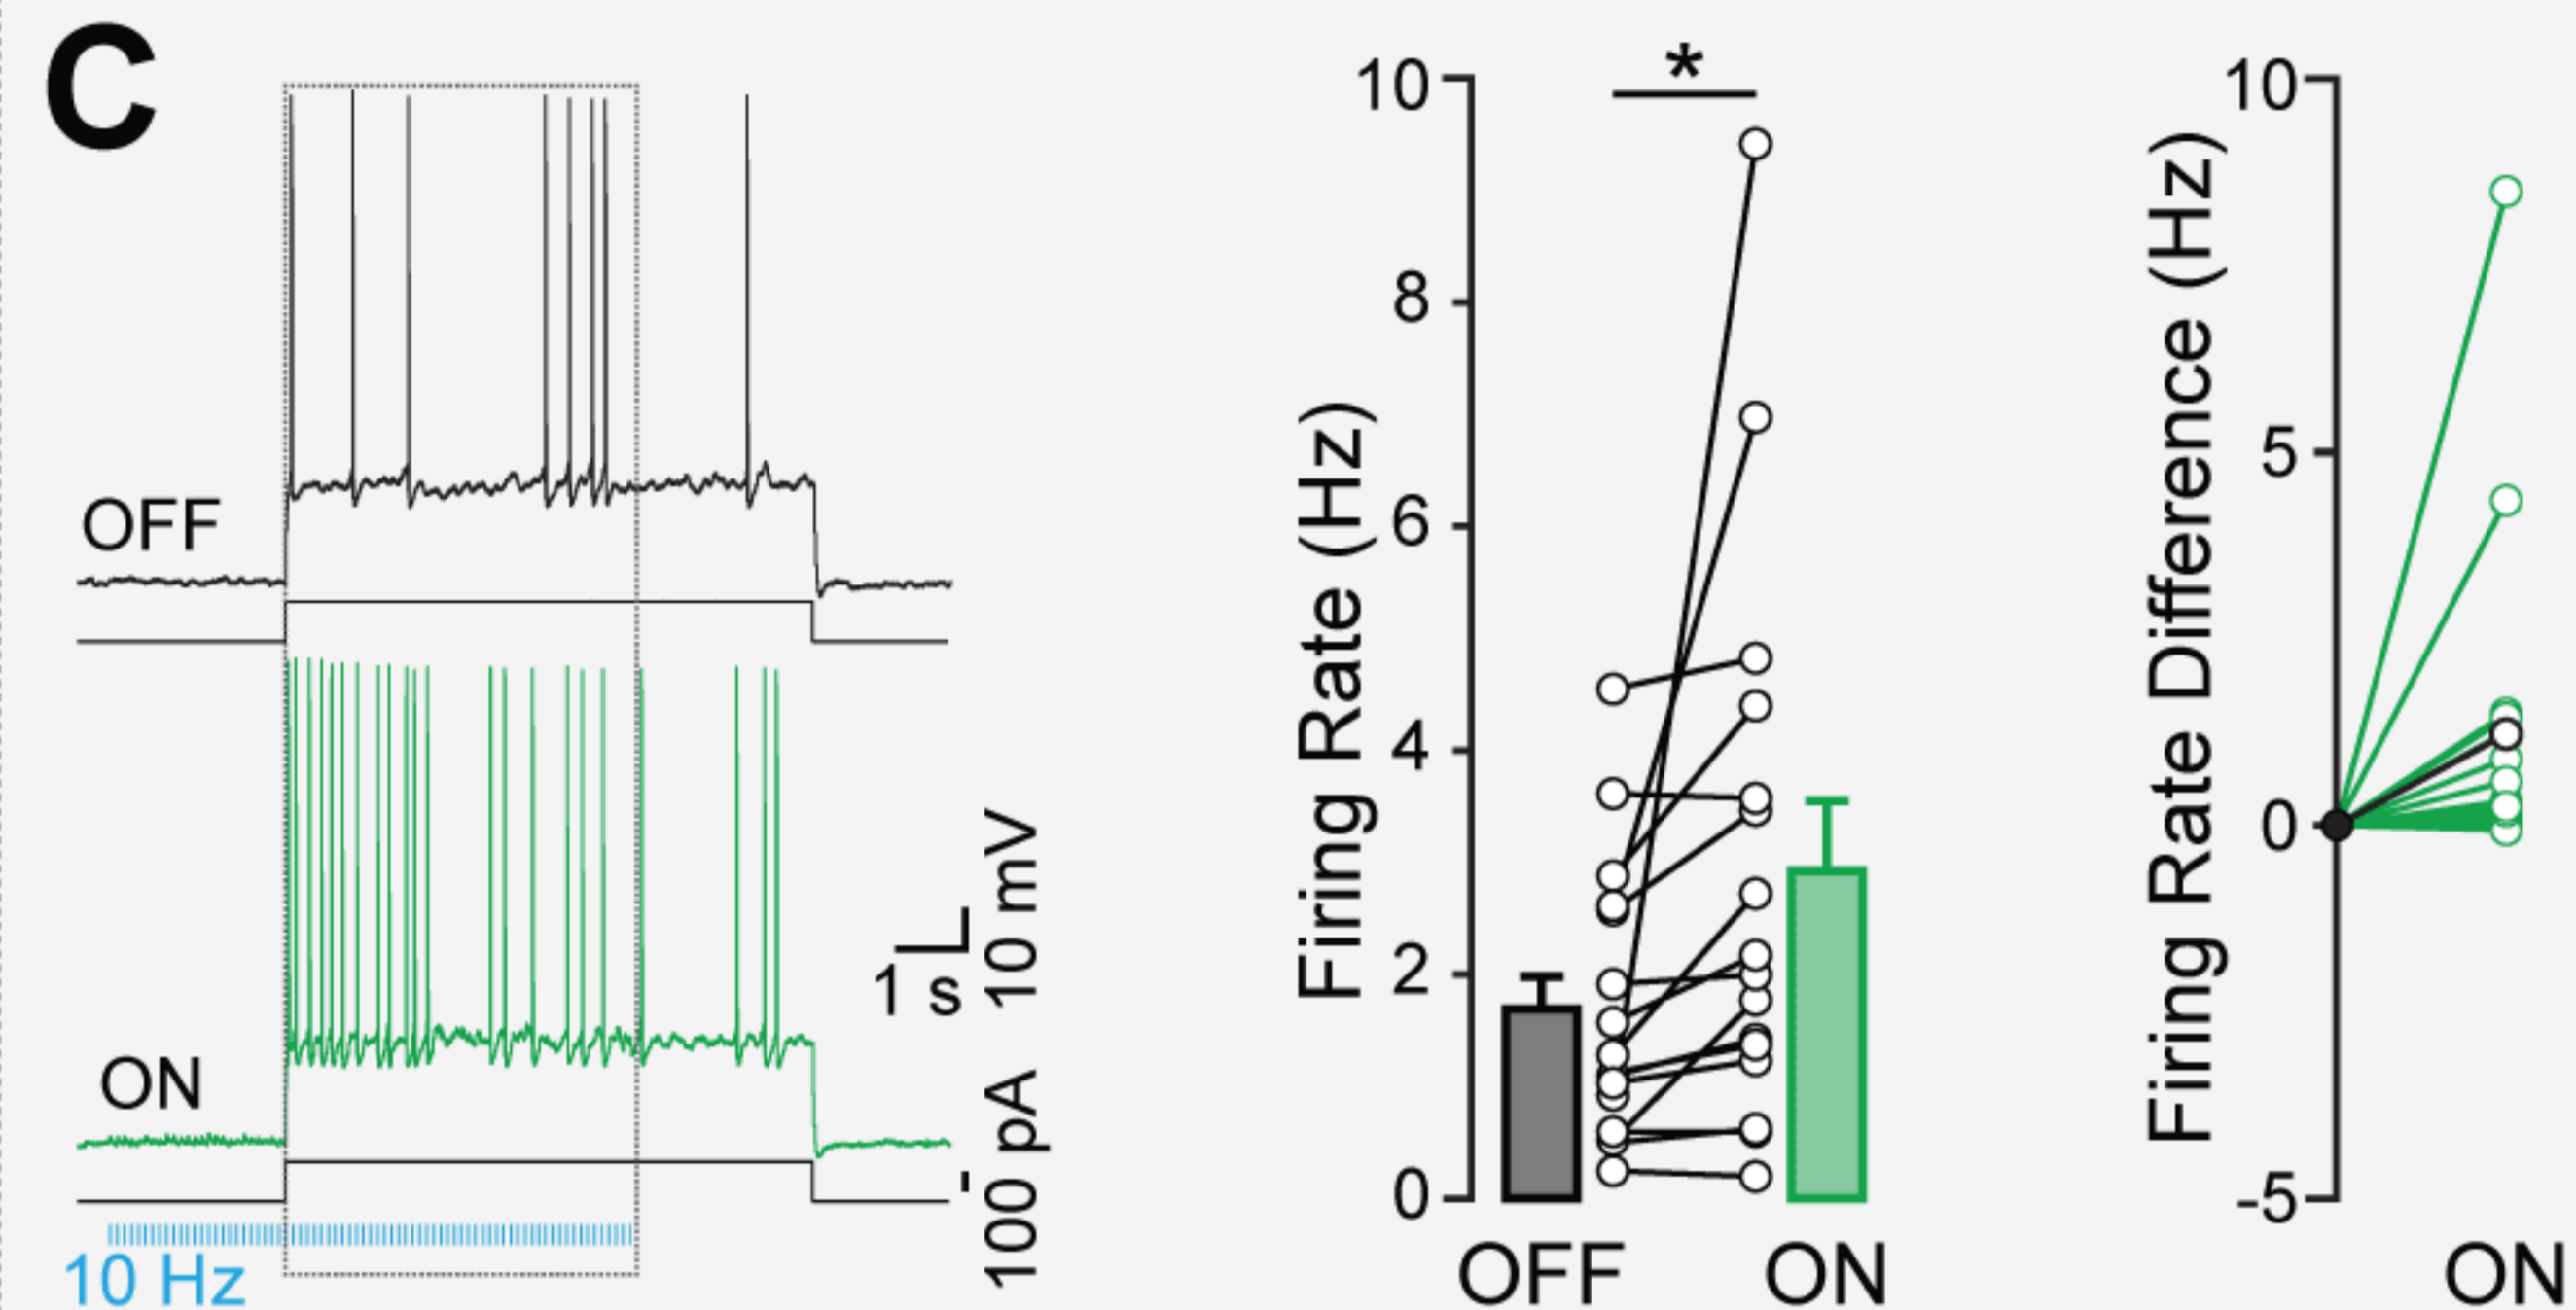 C
OFF
ON
10 Hz
1 s
10 mV
100 pA
*
Firing Rate (Hz)
10
8
6
4
2
0
OFF
ON
Firing Rate Difference (Hz)
10
5
0
-5
ON